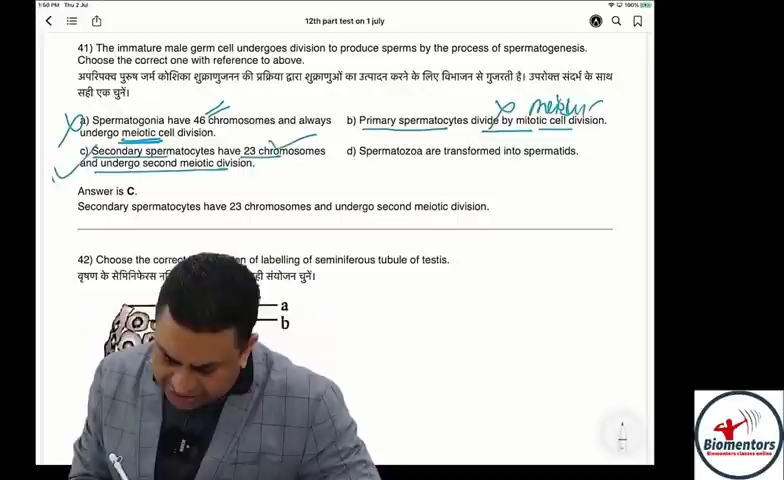 1:50 PM Thu 2 Jul
100%
12th part test on 1 july
41) The immature male germ cell undergoes division to produce sperms by the process of spermatogenesis.
Choose the correct one with reference to above.
अपरिपक्व पुरुष जर्म कोशिका शुक्राणुजनन की प्रक्रिया द्वारा शुक्राणुओं का उत्पादन करने के लिए विभाजन से गुजरती है। उपरोक्त संदर्भ के साथ
सही एक चुनें।
a) Spermatogonia have 46 chromosomes and always
undergo meiotic cell division.
b) Primary spermatocytes divide by mitotic cell division.
c) Secondary spermatocytes have 23 chromosomes
and undergo second meiotic division.
d) Spermatozoa are transformed into spermatids.
Answer is C.
Secondary spermatocytes have 23 chromosomes and undergo second meiotic division.
42) Choose the correct of labelling of seminiferous tubule of testis.
वृषण के सेमिनिफेरस संयोजन चुनें।
a
b
Biomentors
Biomentors classes online